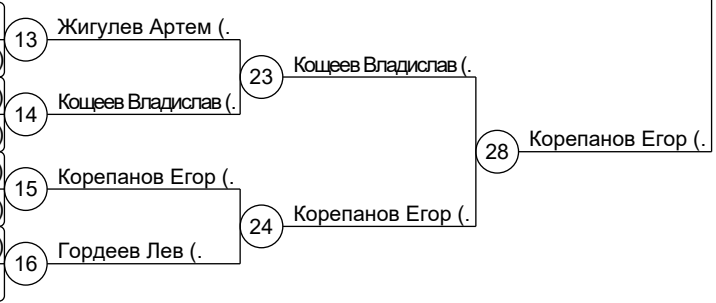 13 Жигулев Артем (.
23 Кощеев Владислав (.
14 Кощеев Владислав (.
28 Корепанов Егор (.
15 Корепанов Егор (.
24 Корепанов Егор (.
16 Гордеев Лев (.